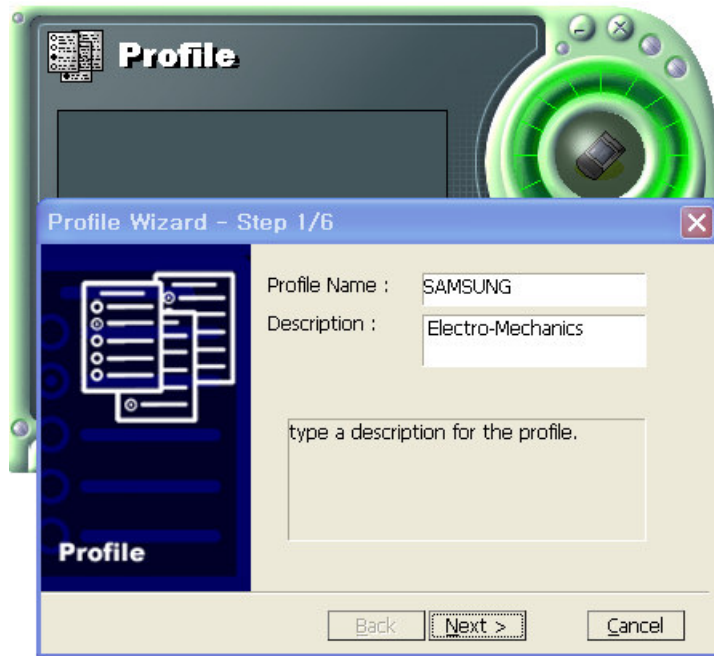 Profile
Profile Wizard - Step 1/6
Profile Name : SAMSUNG
Description : Electro-Mechanics
type a description for the profile.
Profile
Back Next > Cancel